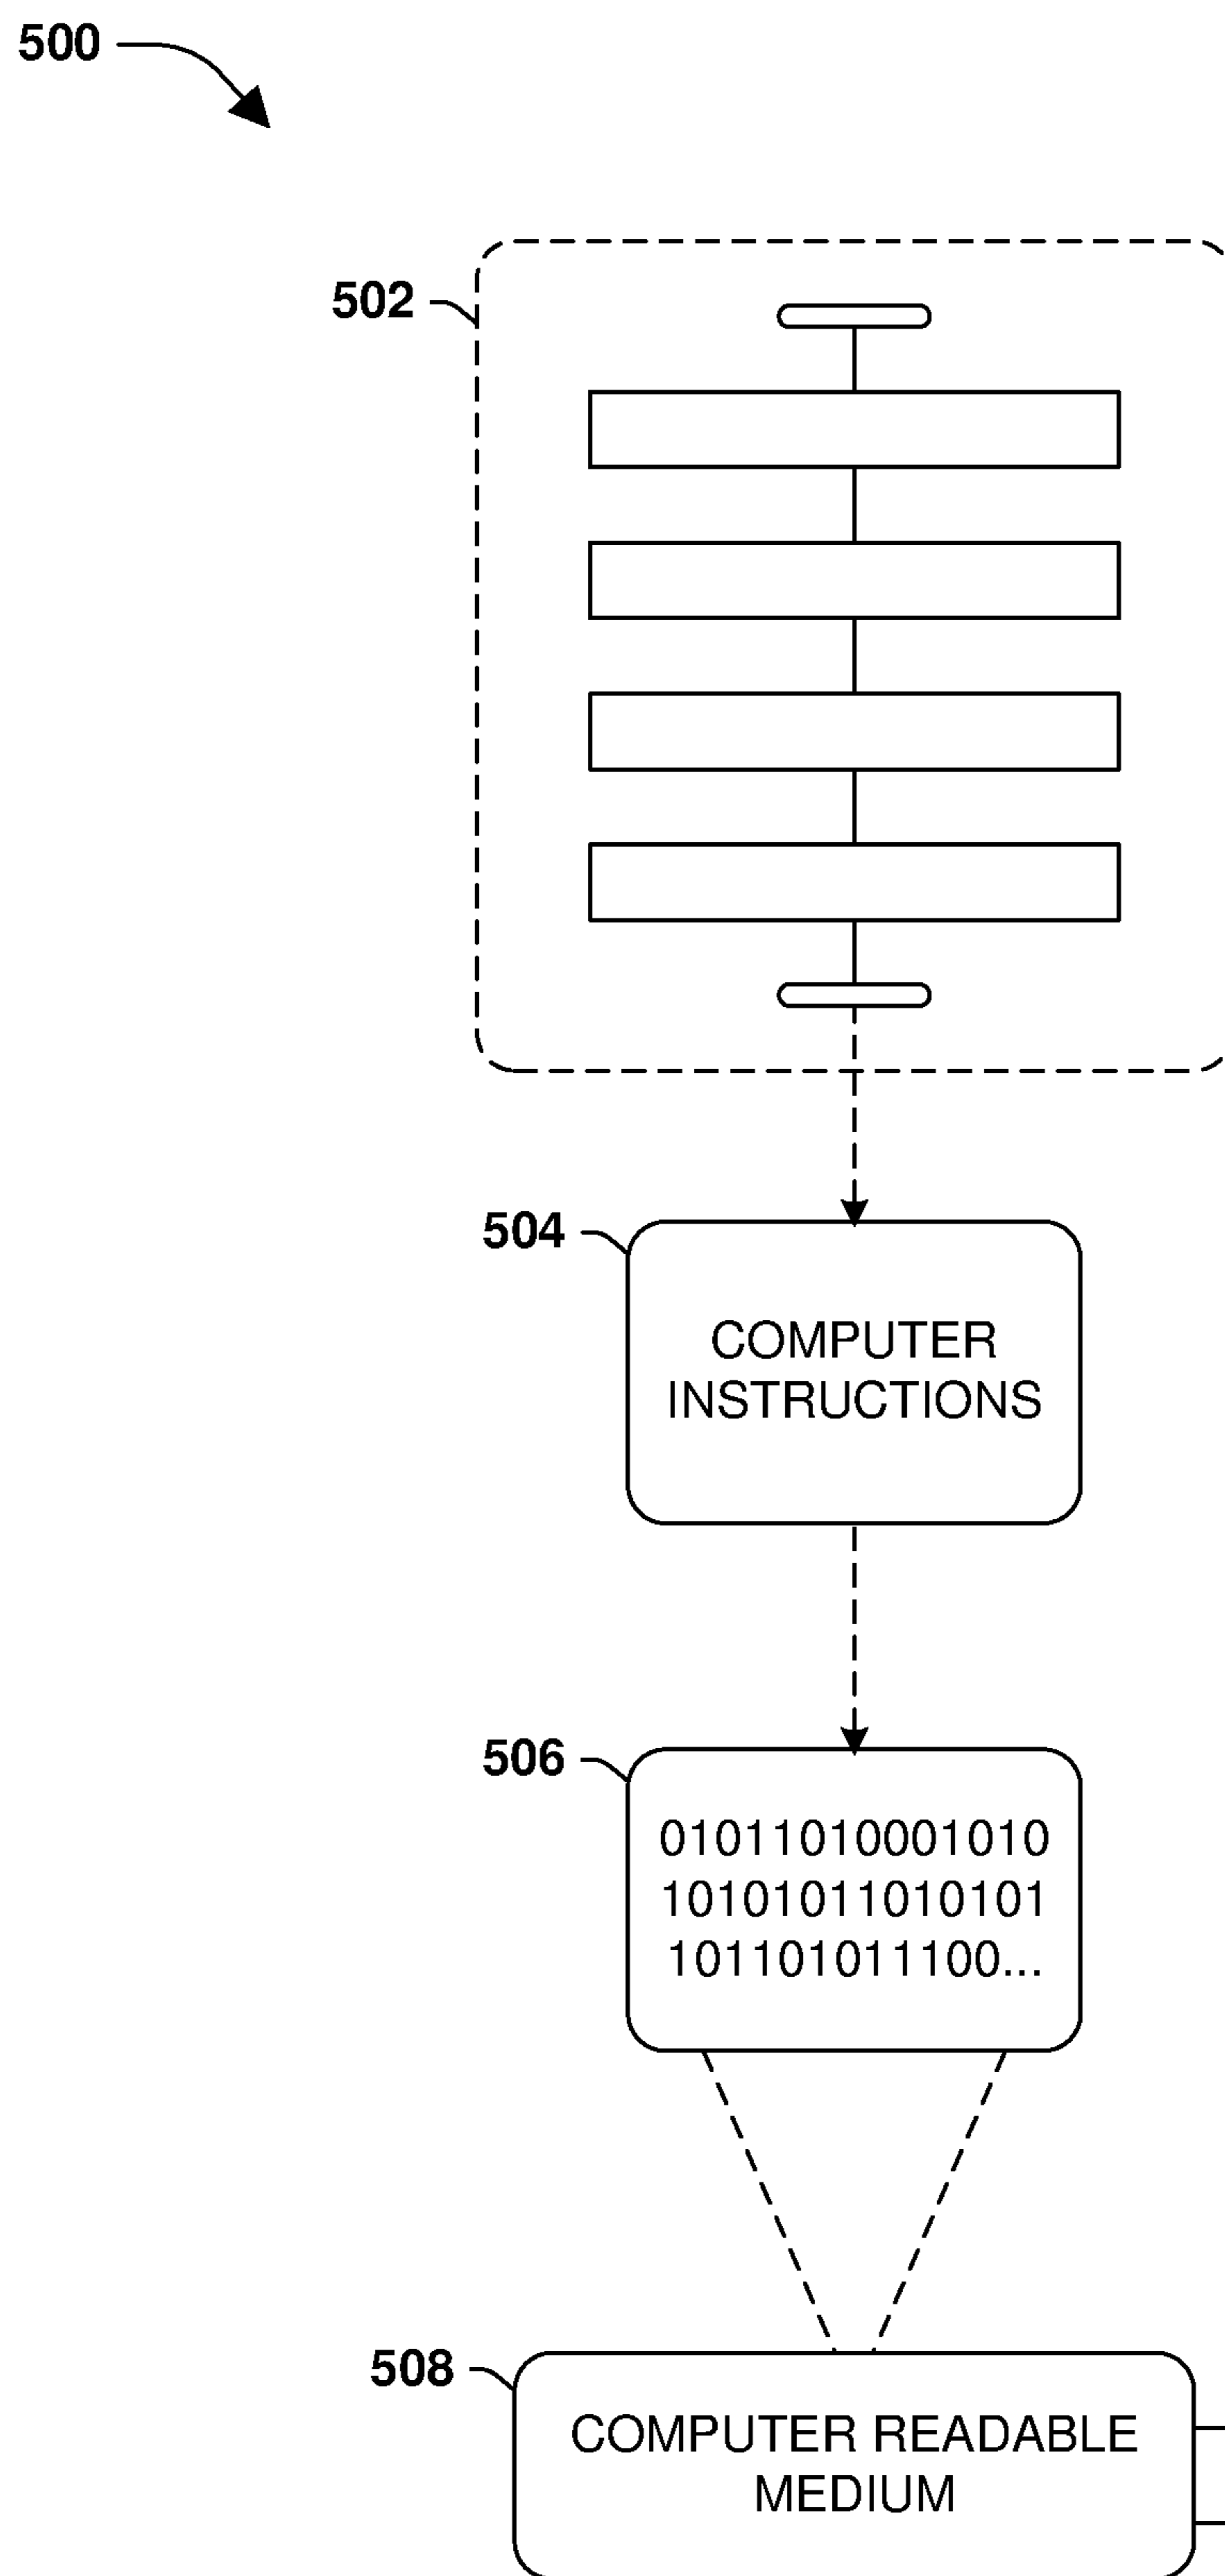 500
502
504
COMPUTER
INSTRUCTIONS
506
01011010001010
10101011010101
101101011100...
508
COMPUTER READABLE
MEDIUM